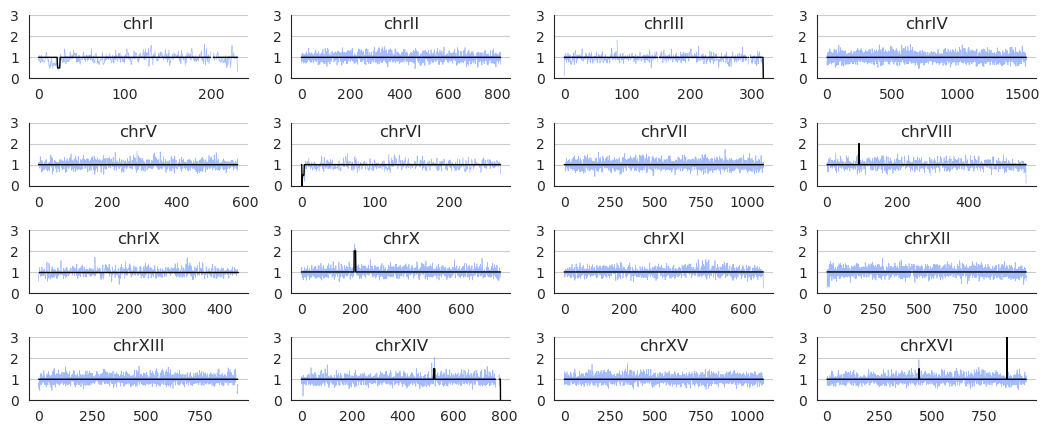 3 chrI 3 chrII 3 chrIII 3 chrIV
2 2 2 2
1 1 1 1
0 0 0 0
0 100 200 0 200 400 600 800 0 100 200 300 0 500 1000 1500
3 chrV 3 chrVI 3 chrVII 3 chrVIII
2 2 2 2
1 1 1 1
0 0 0 0
0 200 400 600 0 100 200 0 250 500 750 1000 0 200 400
3 chrIX 3 chrX 3 chrXI 3 chrXII
2 2 2 2
1 1 1 1
0 0 0 0
0 100 200 300 400 0 200 400 600 0 200 400 600 0 250 500 750 1000
3 chrXIII 3 chrXIV 3 chrXV 3 chrXVI
2 2 2 2
1 1 1 1
0 0 0 0
0 250 500 750 0 200 400 600 800 0 250 500 750 1000 0 250 500 750